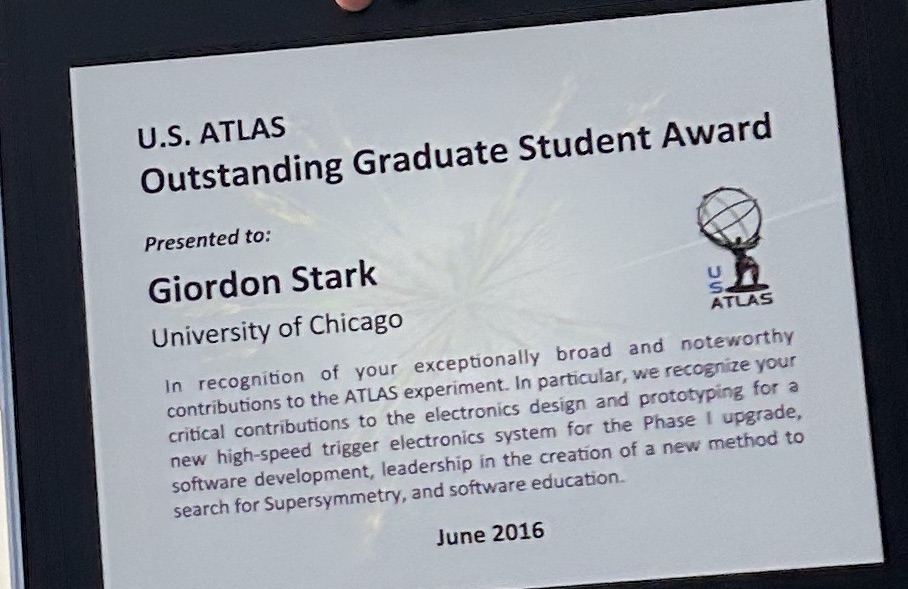 U.S. ATLAS
Outstanding Graduate Student Award
Presented to:
Giordon Stark
University of Chicago
U
S
ATLAS
In recognition of your exceptionally broad and noteworthy
contributions to the ATLAS experiment. In particular, we recognize your
critical contributions to the electronics design and prototyping for a
new high-speed trigger electronics system for the Phase I upgrade,
software development, leadership in the creation of a new method to
search for Supersymmetry, and software education.
June 2016